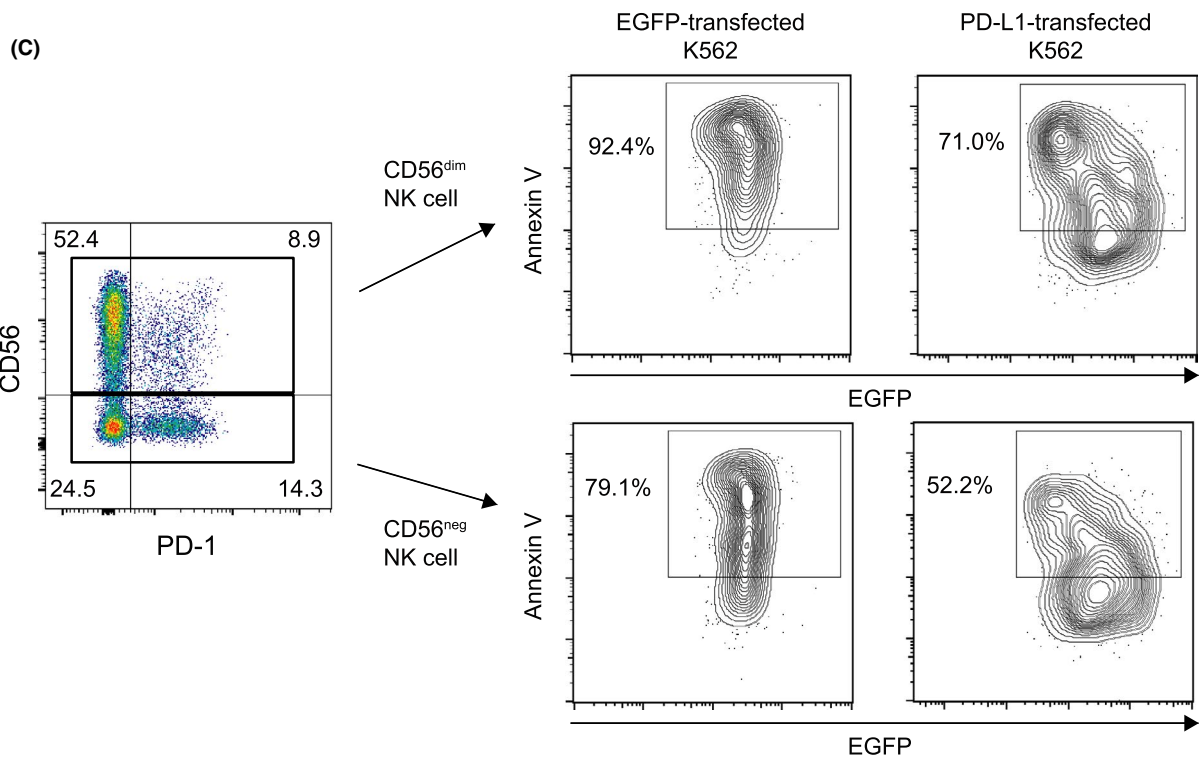 (C)
EGFP-transfected
K562
PD-L1-transfected
K562
CD56dim
NK cell
92.4%
71.0%
Annexin V
52.4
8.9
CD56
24.5
14.3
PD-1
EGFP
CD56neg
NK cell
79.1%
52.2%
Annexin V
EGFP